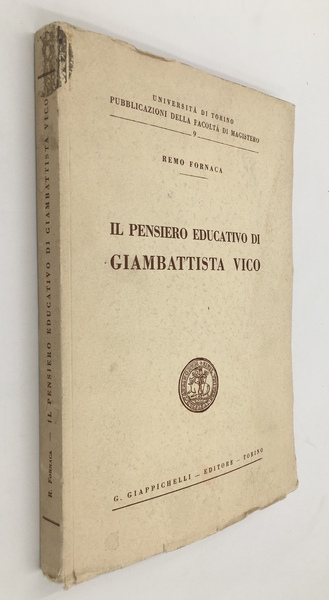 UNIVERSITÀ DI TORINO
PUBBLICAZIONI DELLA FACOLTÀ DI MAGISTERO
9
REMO FORNACA
IL PENSIERO EDUCATIVO DI
GIAMBATTISTA VICO
G. GIAPPICHELLI - EDITORE - TORINO
R. FORNACA — IL PENSIERO EDUCATIVO DI GIAMBATTISTA VICO